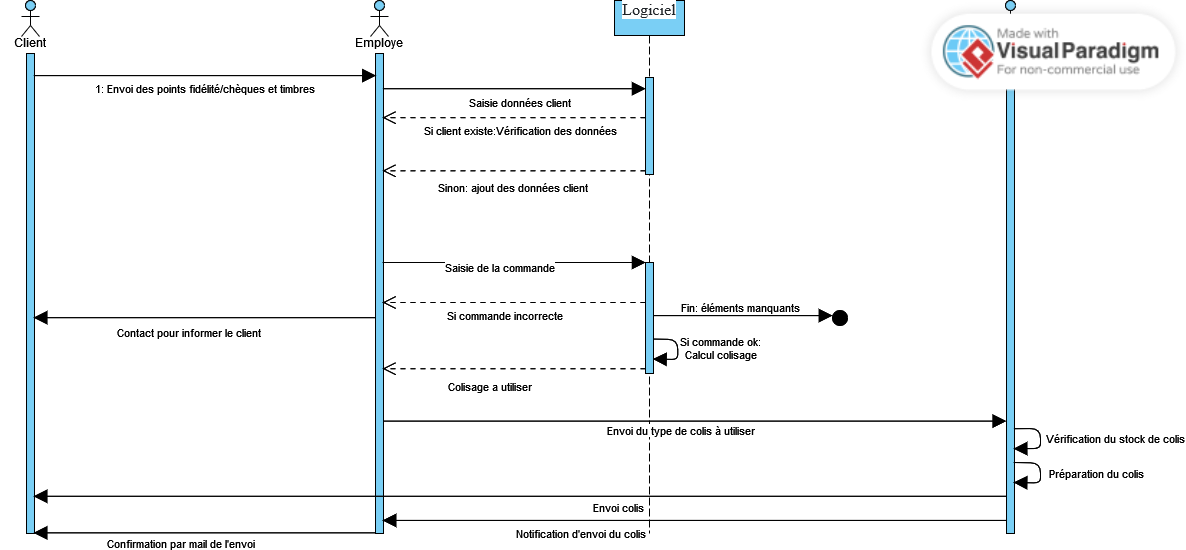 Logiciel
Made with
VisualParadigm
For non-commercial use
Client
Employe
1: Envoi des points fidélité/chèques et timbres
Saisie données client
Si client existe:Vérification des données
Sinon: ajout des données client
Saisie de la commande
Fin: éléments manquants
Si commande incorrecte
Contact pour informer le client
Si commande ok:
Calcul colisage
Colisage a utiliser
Envoi du type de colis à utiliser
Vérification du stock de colis
Préparation du colis
Envoi colis
Notification d'envoi du colis
Confirmation par mail de l'envoi